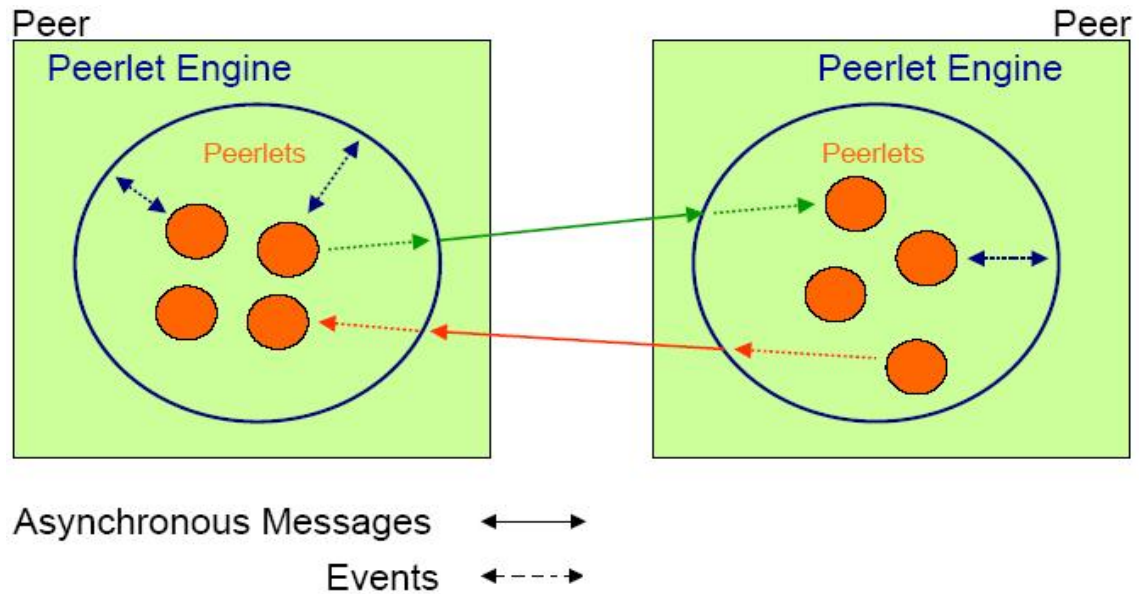 Peer
Peer
Peerlet Engine
Peerlet Engine
Peerlets
Peerlets
Asynchronous Messages
Events